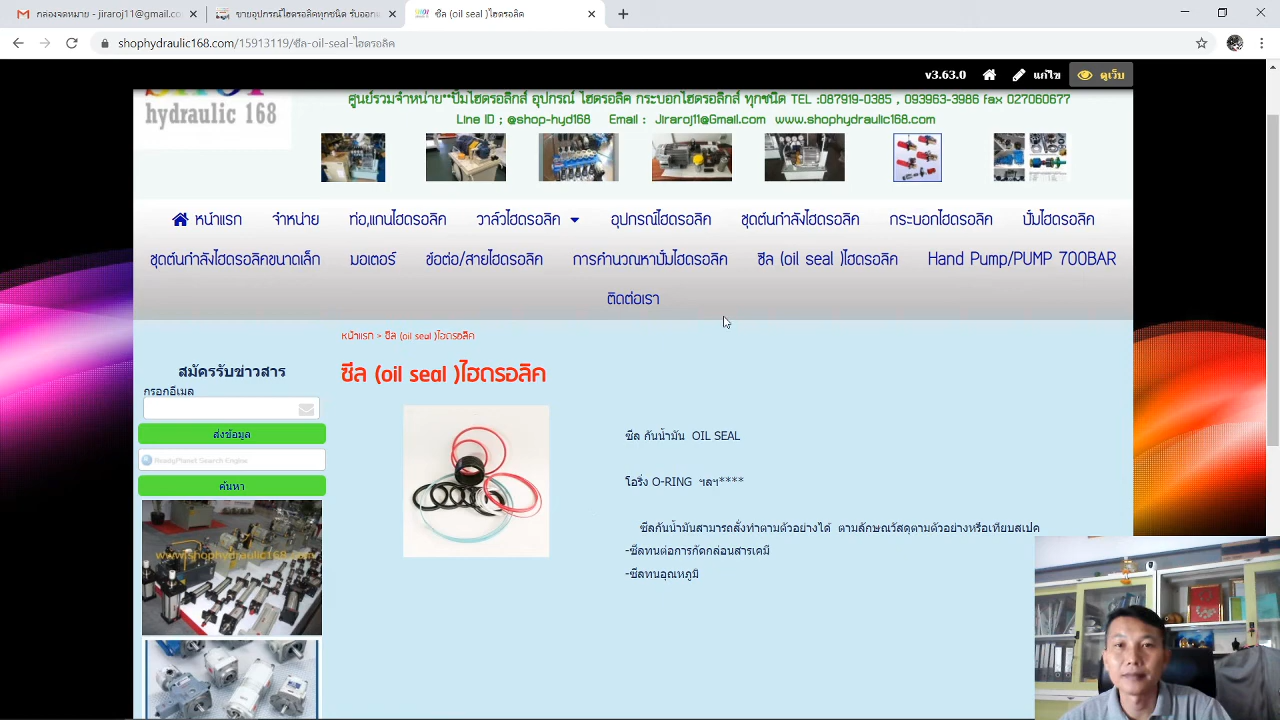 กล่องจดหมาย - jiraroj11@gmail.com
ขายอุปกรณ์ไฮดรอลิคทุกชนิด รับออกแ
ซีล (oil seal )ไฮดรอลิค
shophydraulic168.com/15913119/ซีล-oil-seal-ไฮดรอลิค
v3.63.0
แก้ไข
ดูเว็บ
hydraulic 168
ศูนย์รวมจำหน่าย**ปั๊มไฮดรอลิกส์ อุปกรณ์ ไฮดรอลิค กระบอกไฮดรอลิกส์ ทุกชนิด TEL :087919-0385 , 093963-3986 fax 027060677
Line ID ; @shop-hyd168 Email : Jiraroj11@Gmail.com www.shophydraulic168.com
หน้าแรก จำหน่าย ท่อ,แกนไฮดรอลิค วาล์วไฮดรอลิค อุปกรณ์ไฮดรอลิค ชุดต้นกำลังไฮดรอลิค กระบอกไฮดรอลิค ปั๊มไฮดรอลิค
ชุดต้นกำลังไฮดรอลิคขนาดเล็ก มอเตอร์ ข้อต่อ/สายไฮดรอลิค การคำนวณหาปั๊มไฮดรอลิค ซีล (oil seal )ไฮดรอลิค Hand Pump/PUMP 700BAR
ติดต่อเรา
หน้าแรก > ซีล (oil seal )ไฮดรอลิค
สมัครรับข่าวสาร
กรอกอีเมล
ส่งข้อมูล
ReadyPlanet Search Engine
ค้นหา
www.shophydraulic168.com
ซีล (oil seal )ไฮดรอลิค
ซีล กันน้ำมัน OIL SEAL
โอริ่ง O-RING ฯลฯ****
ซีลกันน้ำมันสามารถสั่งทำตามตัวอย่างได้ ตามลักษณวัสดุตามตัวอย่างหรือเทียบสเปค
-ซีลทนต่อการกัดกล่อนสารเคมี
-ซีลทนอุณหภูมิ